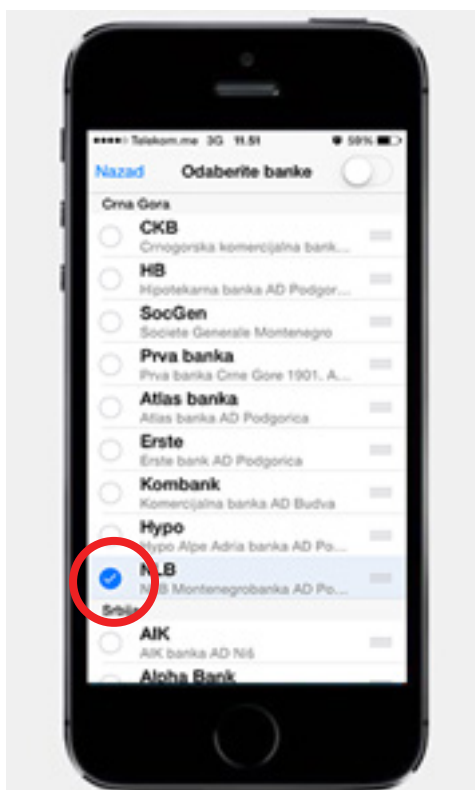 Telekom.me 3G 11.51 59%
Nazad Odaberite banke
Crna Gora
CKB
Crnogorska komercijalna bank...
HB
Hipotekarna banka AD Podgor...
SocGen
Societe Generale Montenegro
Prva banka
Prva banka Crne Gore 1901. A...
Atlas banka
Atlas banka AD Podgorica
Erste
Erste bank AD Podgorica
Kombank
Komercijalna banka AD Budva
Hypo
Hypo Alpe Adria banka AD Po...
NLB
NLB Montenegrobanka AD Po...
Srbija
AIK
AIK banka AD Niš
Alpha Bank